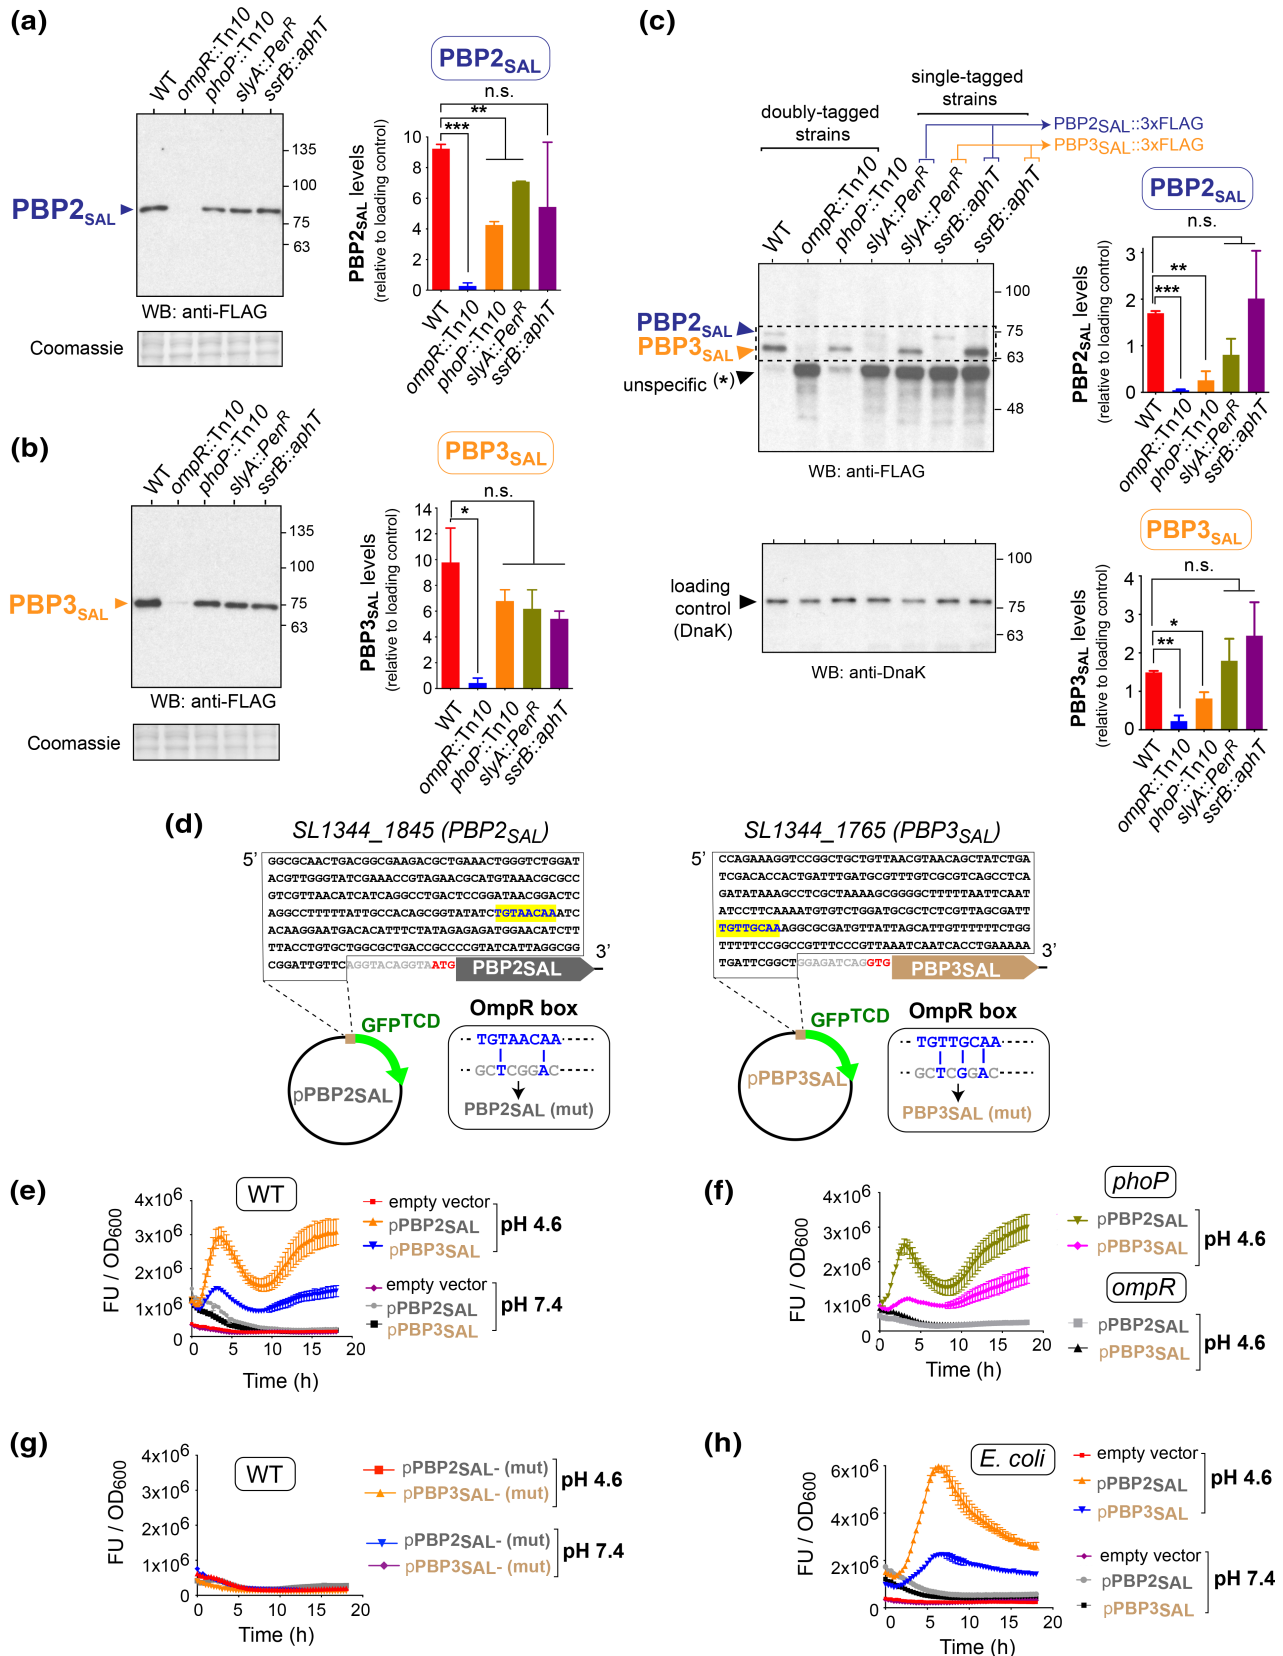 (a)
WT
ompR::Tn10
phoP::Tn10
slyA::PenR
ssrB::aphT
135
100
75
63
PBP2SAL
WB: anti-FLAG
Coomassie
PBP2SAL
n.s.
**
***
PBP2SAL levels
(relative to loading control)
10
8
6
4
2
0
WT
ompR::Tn10
phoP::Tn10
slyA::PenR
ssrB::aphT
(b)
WT
ompR::Tn10
phoP::Tn10
slyA::PenR
ssrB::aphT
135
100
75
63
PBP3SAL
WB: anti-FLAG
Coomassie
PBP3SAL
n.s.
*
PBP3SAL levels
(relative to loading control)
14
12
10
8
6
4
2
0
WT
ompR::Tn10
phoP::Tn10
slyA::PenR
ssrB::aphT
(c)
single-tagged
strains
doubly-tagged
strains
PBP2SAL::3xFLAG
PBP3SAL::3xFLAG
WT
ompR::Tn10
phoP::Tn10
slyA::PenR
slyA::PenR
ssrB::aphT
ssrB::aphT
100
75
63
48
PBP2SAL
PBP3SAL
unspecific (*)
WB: anti-FLAG
loading
control
(DnaK)
100
75
63
WB: anti-DnaK
PBP2SAL
n.s.
**
***
PBP2SAL levels
(relative to loading control)
3
2
1
0
WT
ompR::Tn10
phoP::Tn10
slyA::PenR
ssrB::aphT
PBP3SAL
n.s.
*
**
PBP3SAL levels
(relative to loading control)
4
3
2
1
0
WT
ompR::Tn10
phoP::Tn10
slyA::PenR
ssrB::aphT
(d)
SL1344_1845 (PBP2SAL)
5’
GGCGCAACTGACGGCGAAGACGCTGAAACTGGGTCTGGAT
ACGTTGGGTATCGAAACCGTAGAACGCATGTAAACGCGCC
GTCGTTAACATCATCAGGCCTGACTCCGGATAACGGACTC
AGGCCTTTTTATTGCCACAGCGGTATATCTGTAACAAATC
ACAAGGAATGACACATTTCTATAGAGAGATGGAACATCTT
TTACCTGTGCTGGCGCTGACCGCCCCGTATCATTAGGCGG
CGGATTGTTCAGGTACAGGTAATG
PBP2SAL
3’
GFPTCD
pPBP2SAL
OmpR box
TGTAACAA
GCTCGGAC
PBP2SAL (mut)
SL1344_1765 (PBP3SAL)
5’
CCAGAAAGGTCCGGCTGCTGTTAACGTAACAGCTATCTGA
TCGACACCACTGATTTGATGCGTTTGTCGCGTCAGCCTCA
GATATAAAGCCTCGCTAAAAGCGGGGCTTTTTAATTCAAT
ATCCTTCAAAATGTGTCTGGATGCGCTCTCGTTAGCGATT
TGTTGCAAAGGCGCGATGTTATTAGCATTGTTTTTTCTGG
TTTTTCCGGCCGTTTCCCGTTAAATCAATCACCTGAAAAA
TGATTCGGCTGGAGATCAGGTG
PBP3SAL
3’
GFPTCD
pPBP3SAL
OmpR box
TGTTGCAA
GCTCGGAC
PBP3SAL (mut)
(e)
WT
FU / OD600
4x10⁶
3x10⁶
2x10⁶
1x10⁶
0
0 5 10 15 20
Time (h)
empty vector
pPBP2SAL
pPBP3SAL
pH 4.6
empty vector
pPBP2SAL
pPBP3SAL
pH 7.4
(f)
FU / OD600
4x10⁶
3x10⁶
2x10⁶
1x10⁶
0
0 5 10 15 20
Time (h)
phoP
pPBP2SAL
pPBP3SAL
pH 4.6
ompR
pPBP2SAL
pPBP3SAL
pH 4.6
(g)
WT
FU / OD600
4x10⁶
3x10⁶
2x10⁶
1x10⁶
0
0 5 10 15 20
Time (h)
pPBP2SAL- (mut)
pPBP3SAL- (mut)
pH 4.6
pPBP2SAL- (mut)
pPBP3SAL- (mut)
pH 7.4
(h)
E. coli
FU / OD600
6x10⁶
4x10⁶
2x10⁶
0
0 5 10 15 20
Time (h)
empty vector
pPBP2SAL
pPBP3SAL
pH 4.6
empty vector
pPBP2SAL
pPBP3SAL
pH 7.4